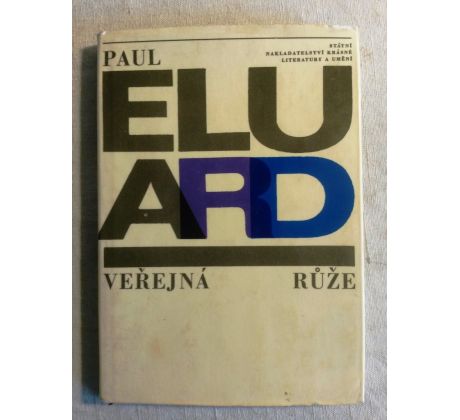 STÁTNÍ
NAKLADATELSTVÍ KRÁSNÉ
LITERATURY A UMĚNÍ
PAUL
ELU
ARD
VEŘEJNÁ RŮŽE